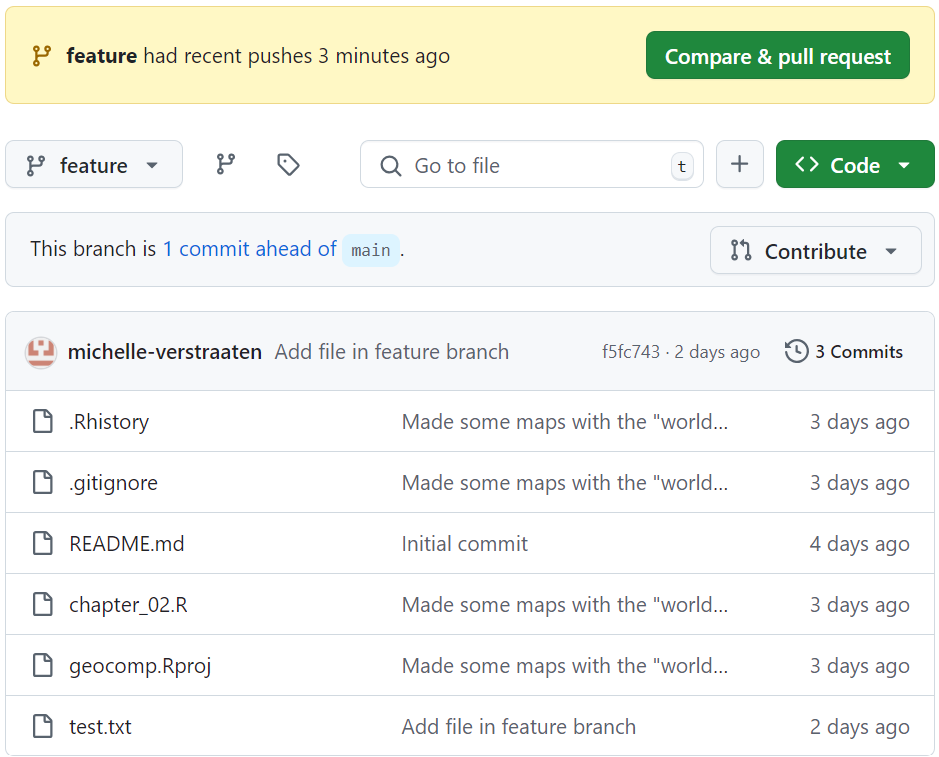 feature had recent pushes 3 minutes ago
Compare & pull request
feature
Go to file
t
Code
This branch is 1 commit ahead of main.
Contribute
michelle-verstraaten Add file in feature branch f5fc743 · 2 days ago 3 Commits
.Rhistory Made some maps with the "world... 3 days ago
.gitignore Made some maps with the "world... 3 days ago
README.md Initial commit 4 days ago
chapter_02.R Made some maps with the "world... 3 days ago
geocomp.Rproj Made some maps with the "world... 3 days ago
test.txt Add file in feature branch 2 days ago